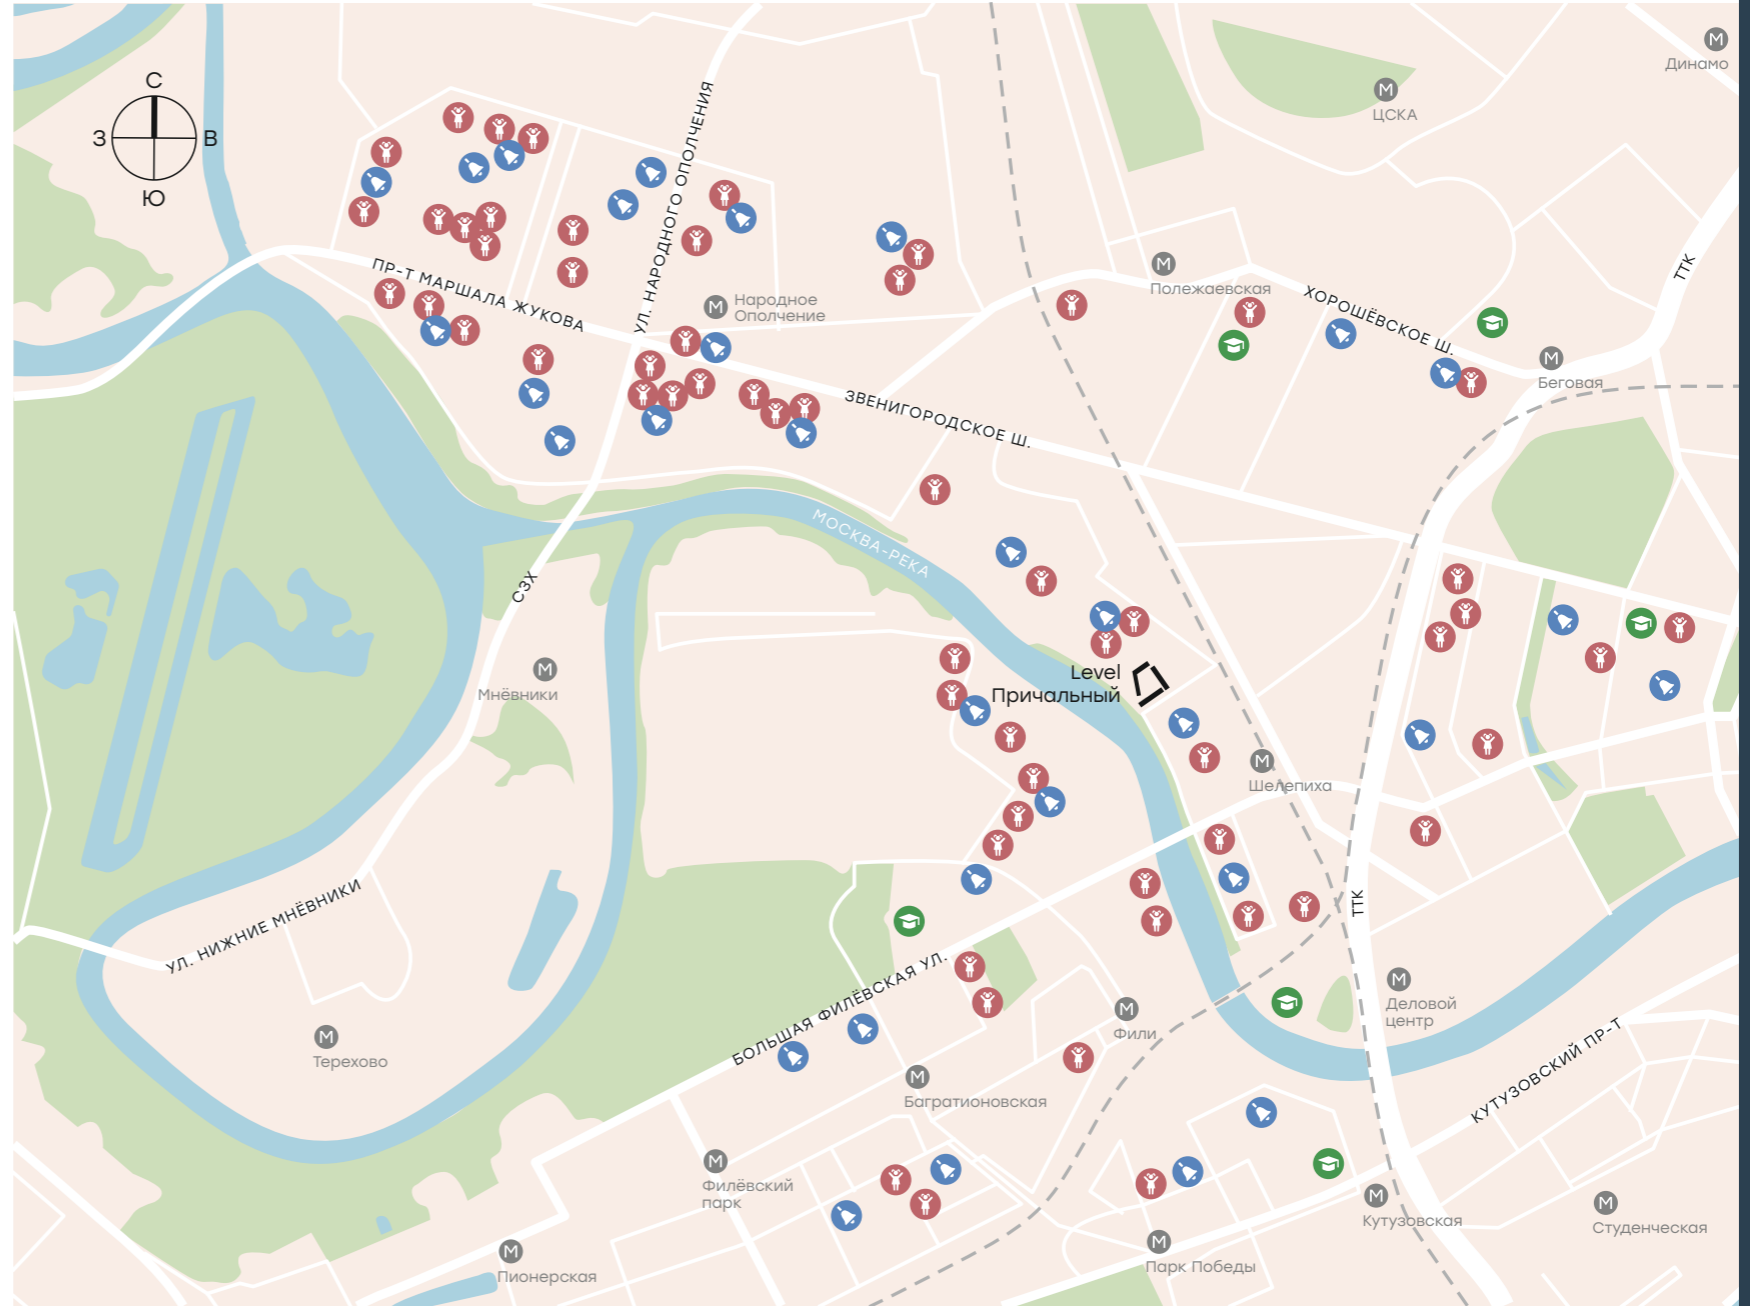 С
З
В
Ю
М
Динамо
М
ЦСКА
УЛ. НАРОДНОГО ОПОЛЧЕНИЯ
ПР-Т МАРШАЛА ЖУКОВА
М
Народное
Ополчение
М
Полежаевская
ХОРОШЁВСКОЕ Ш.
ТТК
М
Беговая
ЗВЕНИГОРОДСКОЕ Ш.
МОСКВА-РЕКА
СЗХ
М
Мнёвники
Level
Причальный
М
Шелепиха
УЛ. НИЖНИЕ МНЁВНИКИ
ТТК
БОЛЬШАЯ ФИЛЁВСКАЯ УЛ.
М
Терехово
М
Фили
М
Деловой
центр
КУТУЗОВСКИЙ ПР-Т
М
Багратионовская
М
Филёвский
парк
М
Кутузовская
М
Студенческая
М
Пионерская
М
Парк Победы